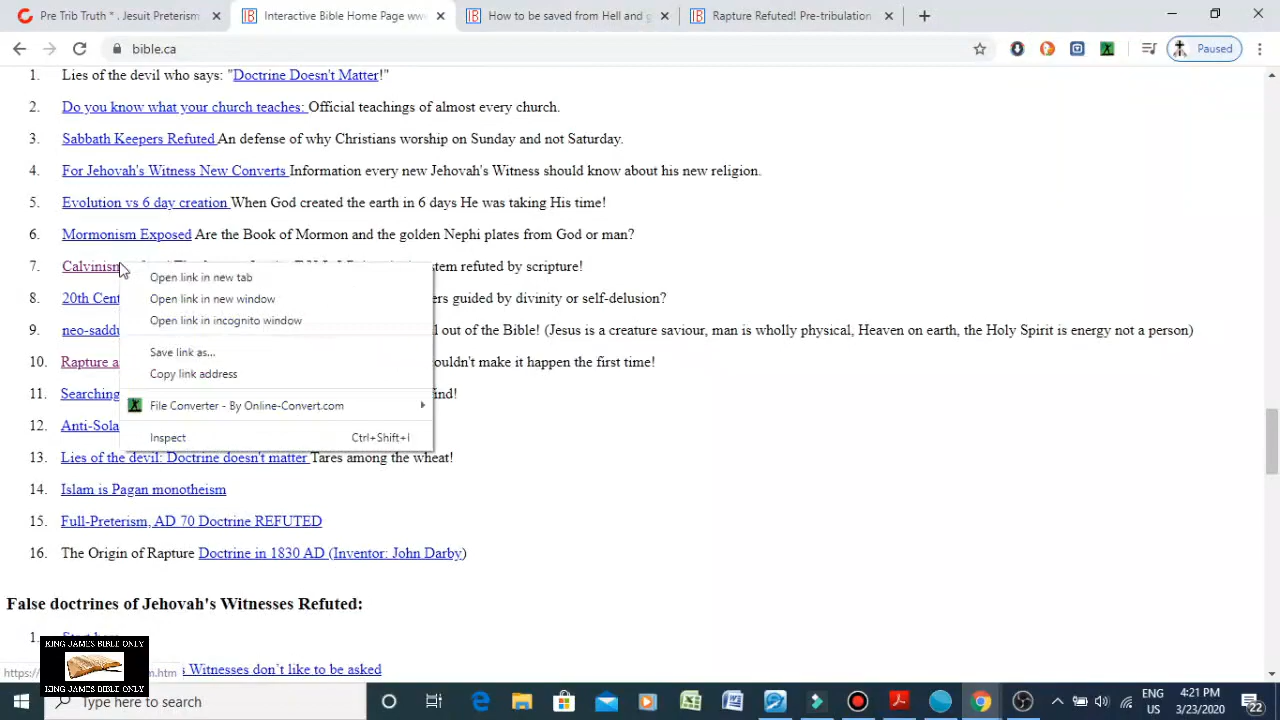 Pre Trib Truth *. Jesuit Preterism
Interactive Bible Home Page ww
How to be saved from Hell and g
Rapture Refuted! Pre-tribulation
bible.ca
Paused
1. Lies of the devil who says: "Doctrine Doesn't Matter!"
2. Do you know what your church teaches: Official teachings of almost every church.
3. Sabbath Keepers Refuted An defense of why Christians worship on Sunday and not Saturday.
4. For Jehovah's Witness New Converts Information every new Jehovah's Witness should know about his new religion.
5. Evolution vs 6 day creation When God created the earth in 6 days He was taking His time!
6. Mormonism Exposed Are the Book of Mormon and the golden Nephi plates from God or man?
7. Calvinism stem refuted by scripture!
8. 20th Cent ers guided by divinity or self-delusion?
9. neo-saddu l out of the Bible! (Jesus is a creature saviour, man is wholly physical, Heaven on earth, the Holy Spirit is energy not a person)
10. Rapture a ouldn't make it happen the first time!
11. Searching ind!
12. Anti-Sola
Open link in new tab
Open link in new window
Open link in incognito window
Save link as...
Copy link address
File Converter - By Online-Convert.com
Inspect Ctrl+Shift+I
13. Lies of the devil: Doctrine doesn't matter Tares among the wheat!
14. Islam is Pagan monotheism
15. Full-Preterism, AD 70 Doctrine REFUTED
16. The Origin of Rapture Doctrine in 1830 AD (Inventor: John Darby)
False doctrines of Jehovah's Witnesses Refuted:
1. Start here
s Witnesses don`t like to be asked
https:/ m.htm
KING JAMES BIBLE ONLY
KING JAMES BIBLE ONLY
Type here to search
ENG
US
4:21 PM
3/23/2020
22